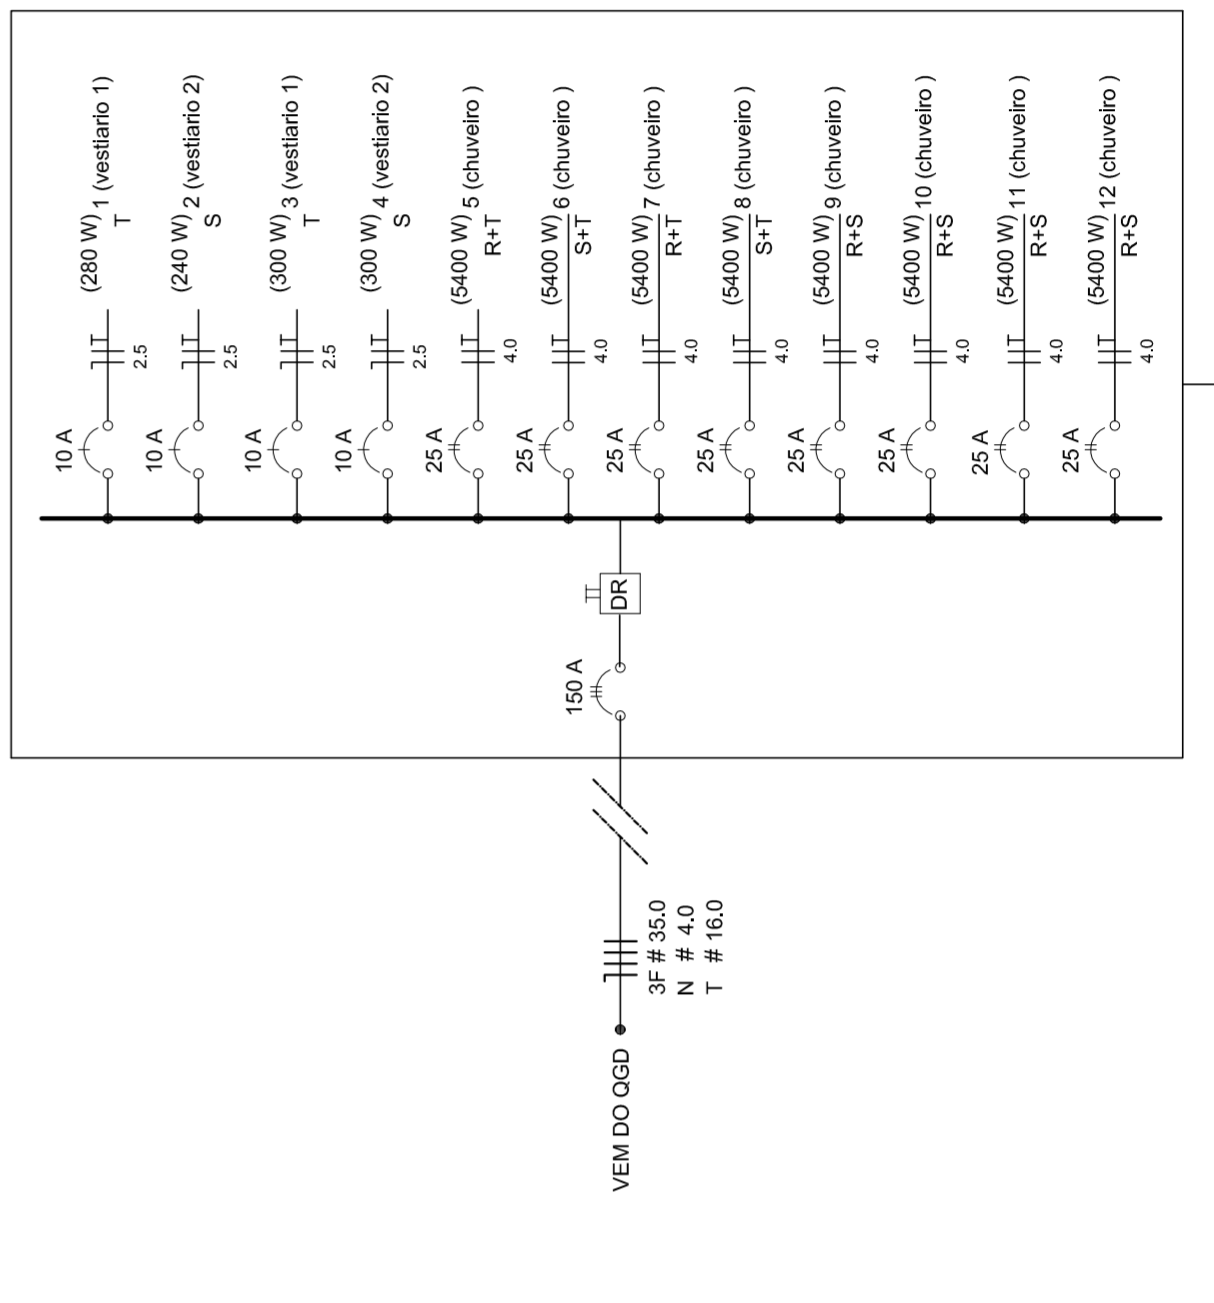 10 A
2.5
(280 W) 1 (vestiario 1)
T
10 A
2.5
(240 W) 2 (vestiario 2)
S
10 A
2.5
(300 W) 3 (vestiario 1)
T
10 A
2.5
(300 W) 4 (vestiario 2)
S
25 A
4.0
(5400 W) 5 (chuveiro )
R+T
25 A
4.0
(5400 W) 6 (chuveiro )
S+T
25 A
4.0
(5400 W) 7 (chuveiro )
R+T
25 A
4.0
(5400 W) 8 (chuveiro )
S+T
25 A
4.0
(5400 W) 9 (chuveiro )
R+S
25 A
4.0
(5400 W) 10 (chuveiro )
R+S
25 A
4.0
(5400 W) 11 (chuveiro )
R+S
25 A
4.0
(5400 W) 12 (chuveiro )
R+S
DR
150 A
3F # 35.0
N # 4.0
T # 16.0
VEM DO QGD